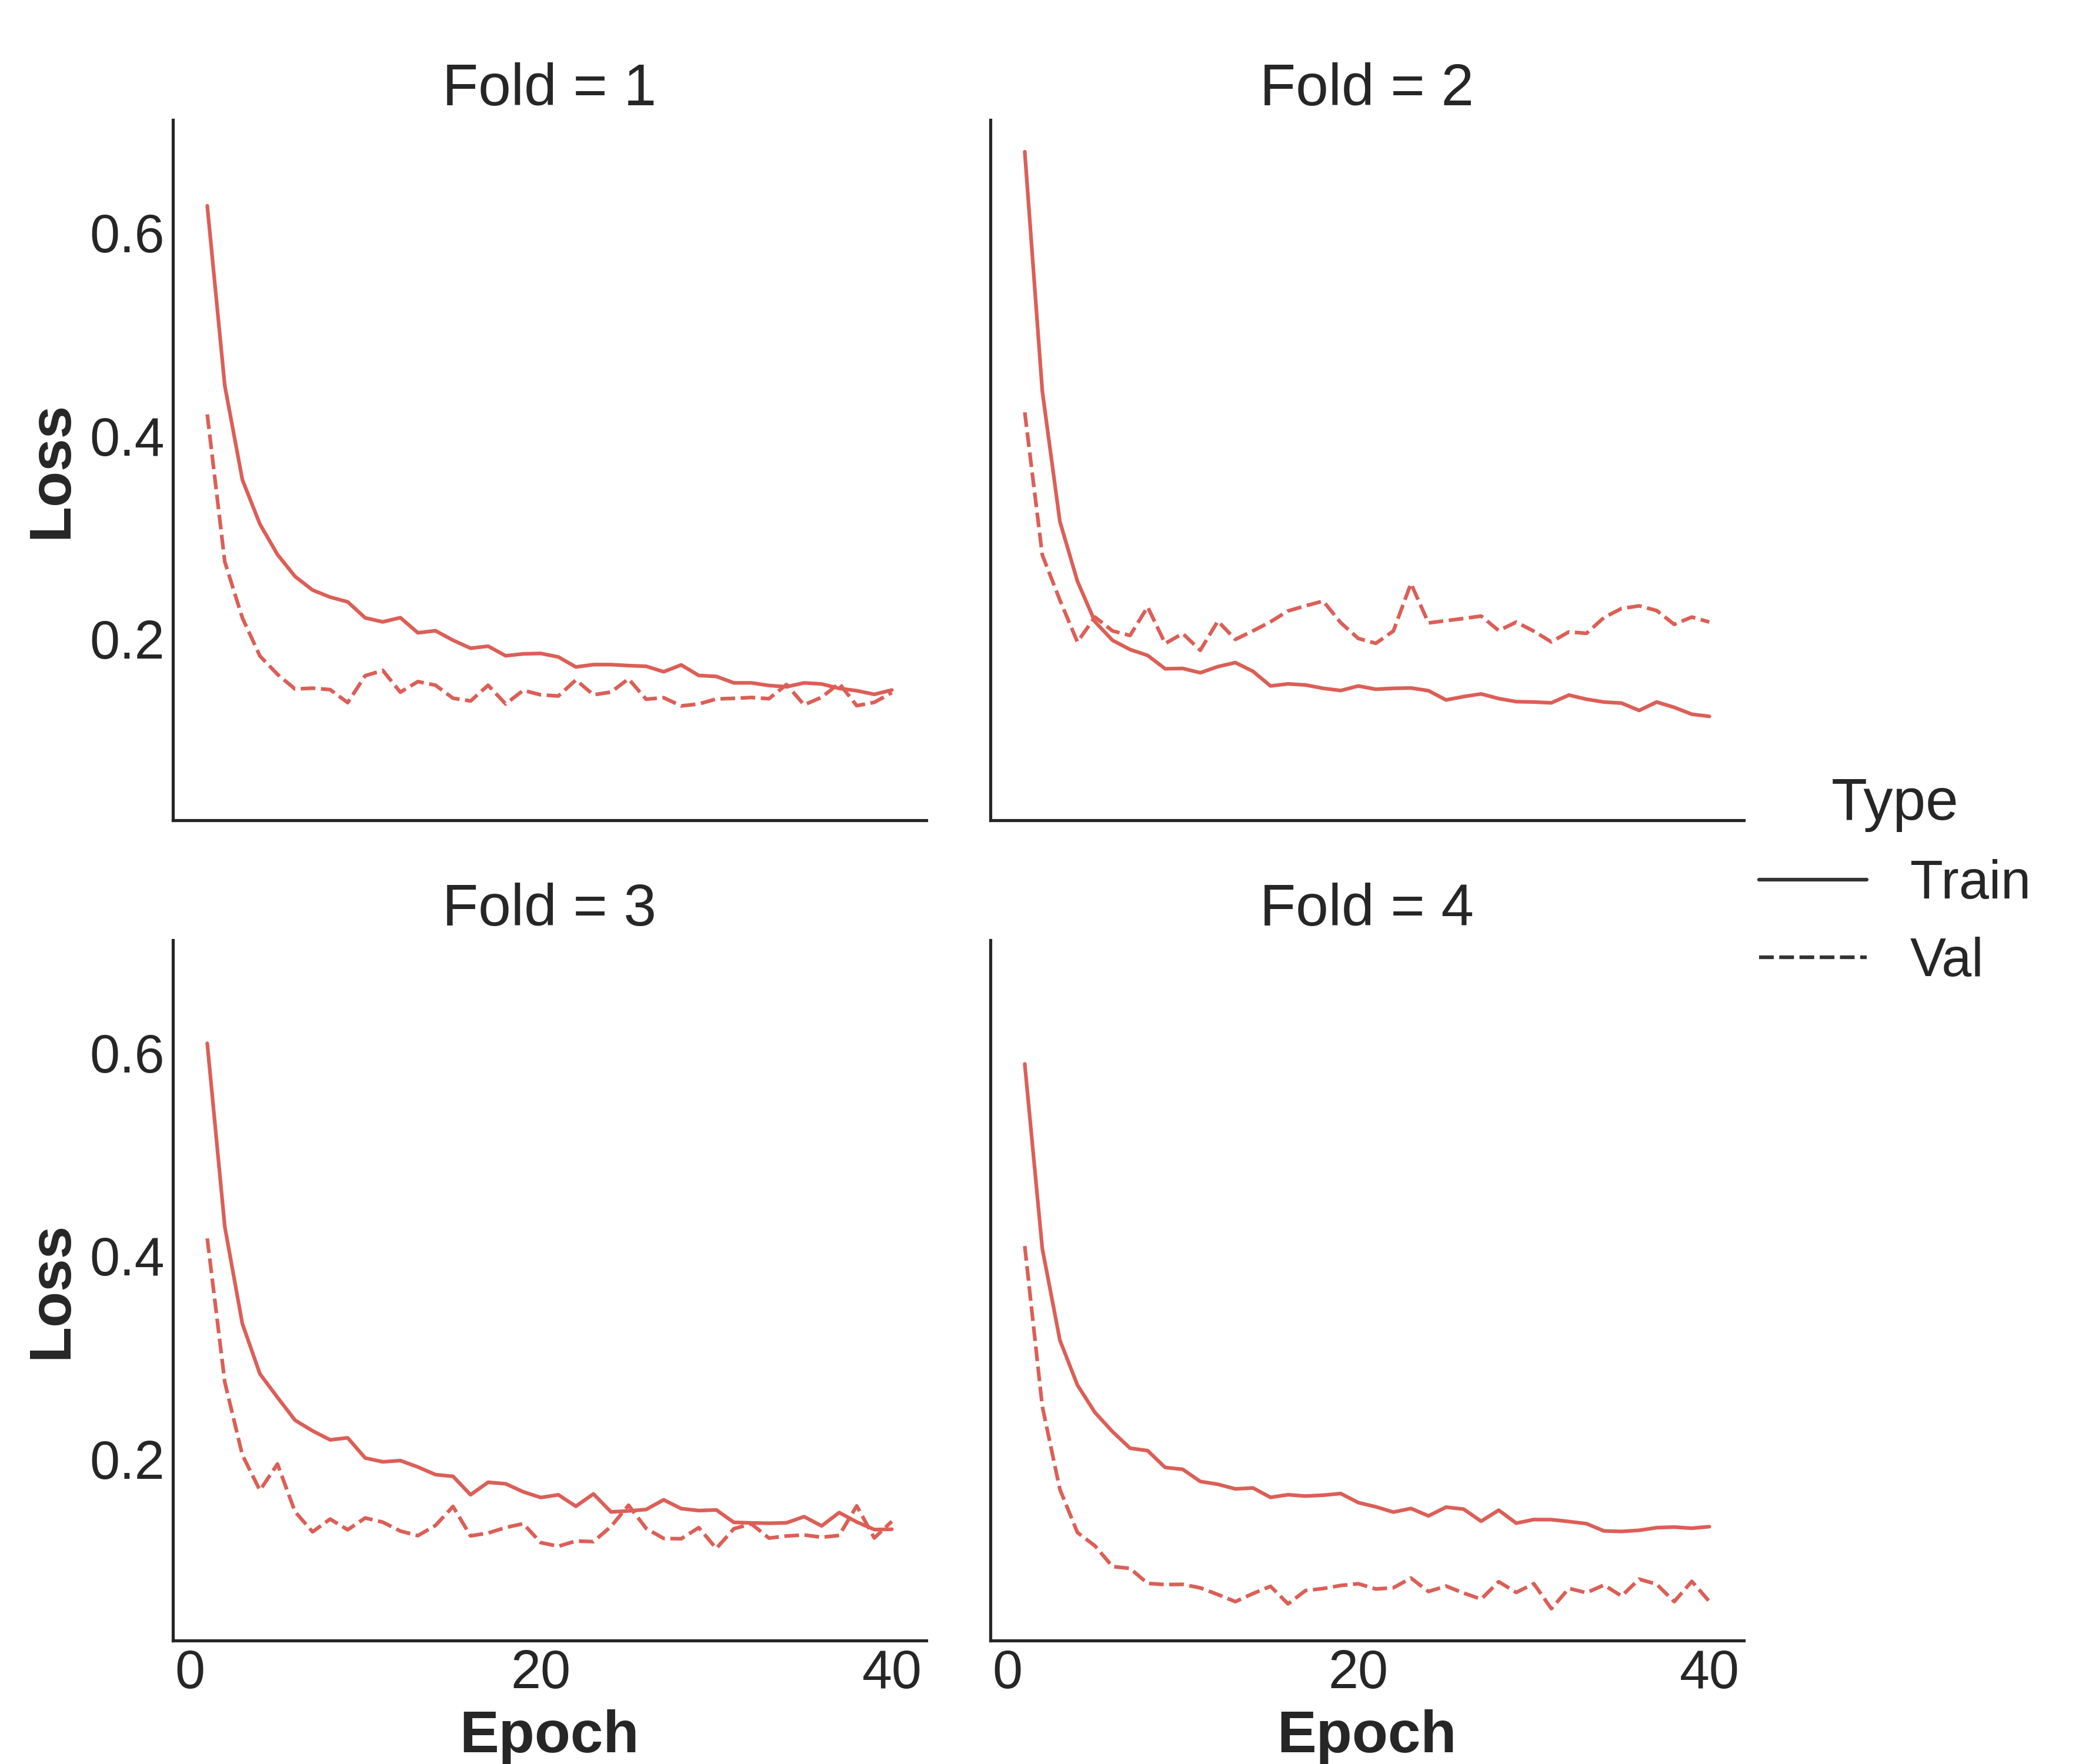 Fold = 1
Fold = 2
Loss
0.6
0.4
0.2
Type
Train
Val
Fold = 3
Fold = 4
Loss
0.6
0.4
0.2
0 20 40
0 20 40
Epoch
Epoch